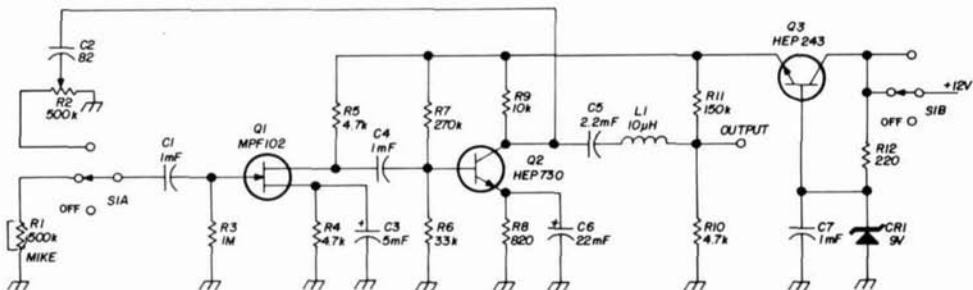 C2
82
R2
500k
R1
500k
MIKE
OFF
S1A
C1
1mF
R3
1M
Q1
MPF102
R5
4.7k
R4
4.7k
C4
1mF
C3
5mF
R7
270k
R6
33k
R9
10k
Q2
HEP 730
R8
820
C6
22mF
C5
2.2mF
L1
10μH
R11
150k
OUTPUT
R10
4.7k
Q3
HEP 243
C7
1mF
+12V
OFF
S1B
R12
220
CR1
9V